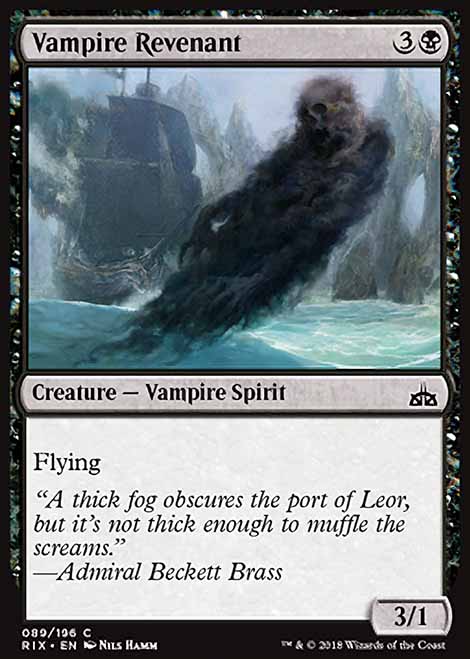 Vampire Revenant 3
Creature — Vampire Spirit
Flying
“A thick fog obscures the port of Leor,
but it’s not thick enough to muffle the
screams.”
—Admiral Beckett Brass
3/1
089/196 C
RIX • EN Nils Hamm
™ & © 2018 Wizards of the Coast